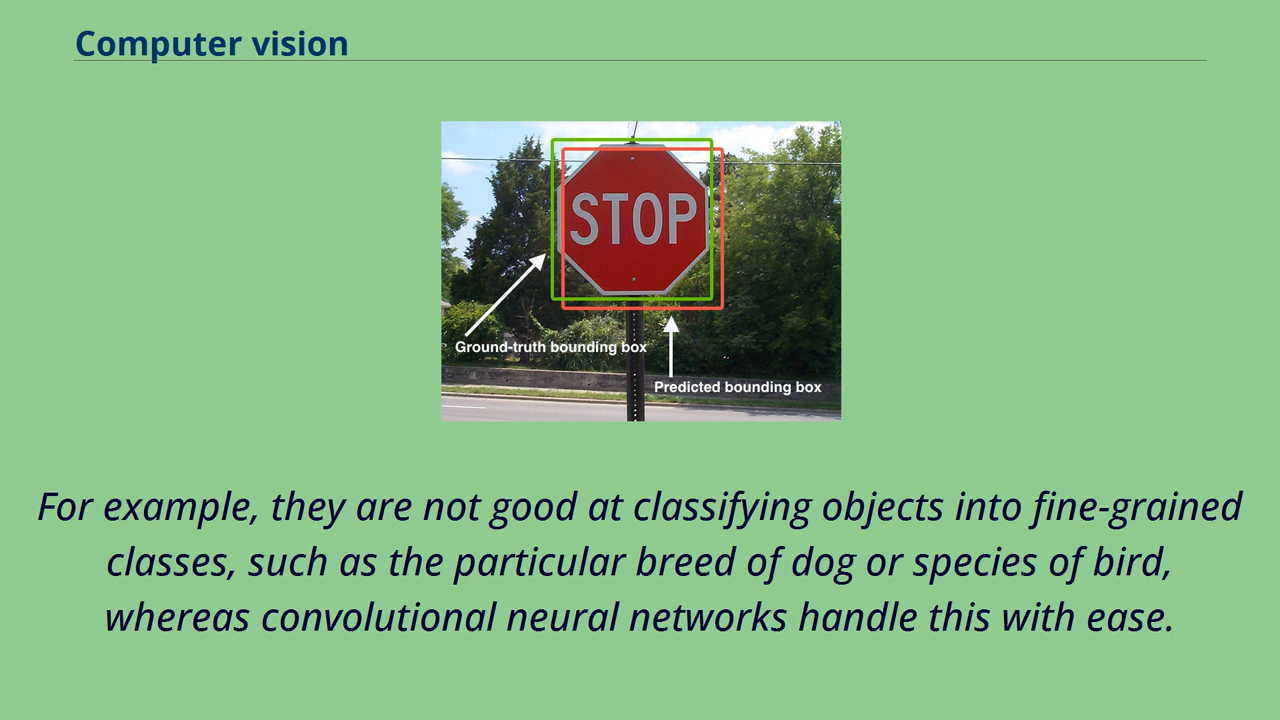 Computer vision
STOP
Ground-truth bounding box
Predicted bounding box
For example, they are not good at classifying objects into fine-grained
classes, such as the particular breed of dog or species of bird,
whereas convolutional neural networks handle this with ease.